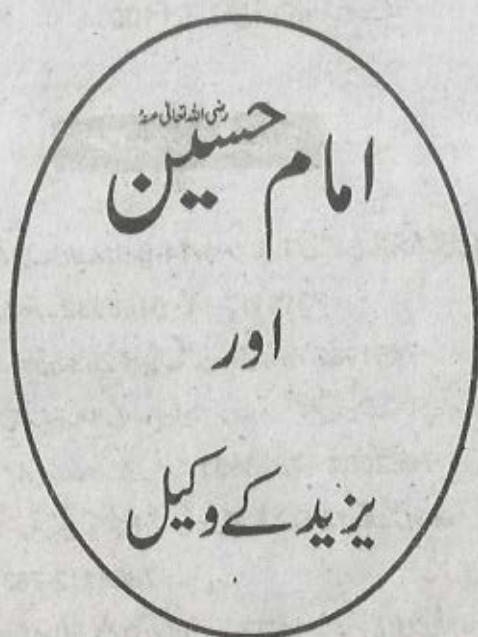 امام حسین رضی اللہ تعالیٰ عنہ
اور
یزید کے وکیل